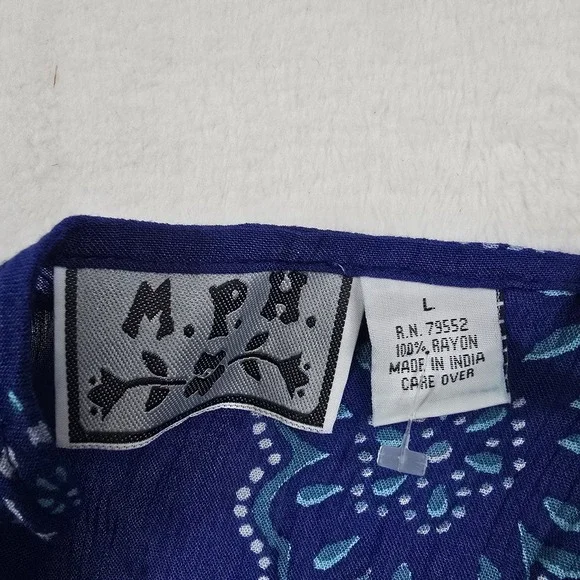 M.P.H.
L
R.N. 79552
100% RAYON
MADE IN INDIA
CARE OVER